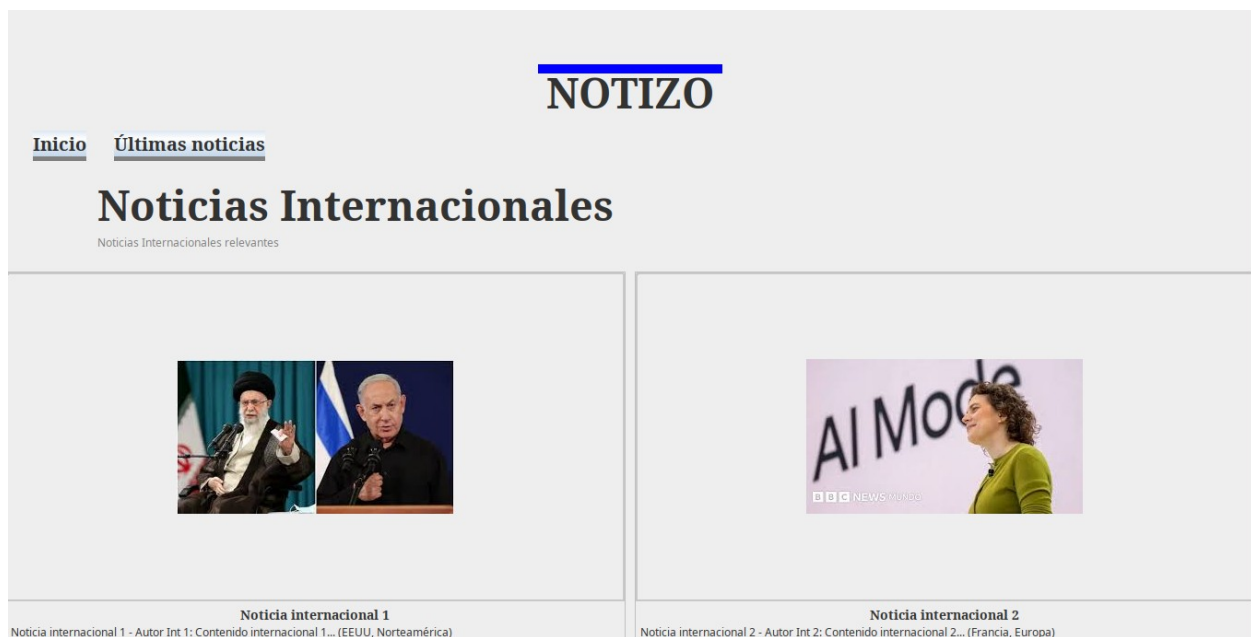 NOTIZO
Inicio
Últimas noticias
Noticias Internacionales
Noticias Internacionales relevantes
AI Mode
BBC NEWS MUNDO
Noticia internacional 1
Noticia internacional 1 - Autor Int 1: Contenido internacional 1... (EEUU, Norteamérica)
Noticia internacional 2
Noticia internacional 2 - Autor Int 2: Contenido internacional 2... (Francia, Europa)